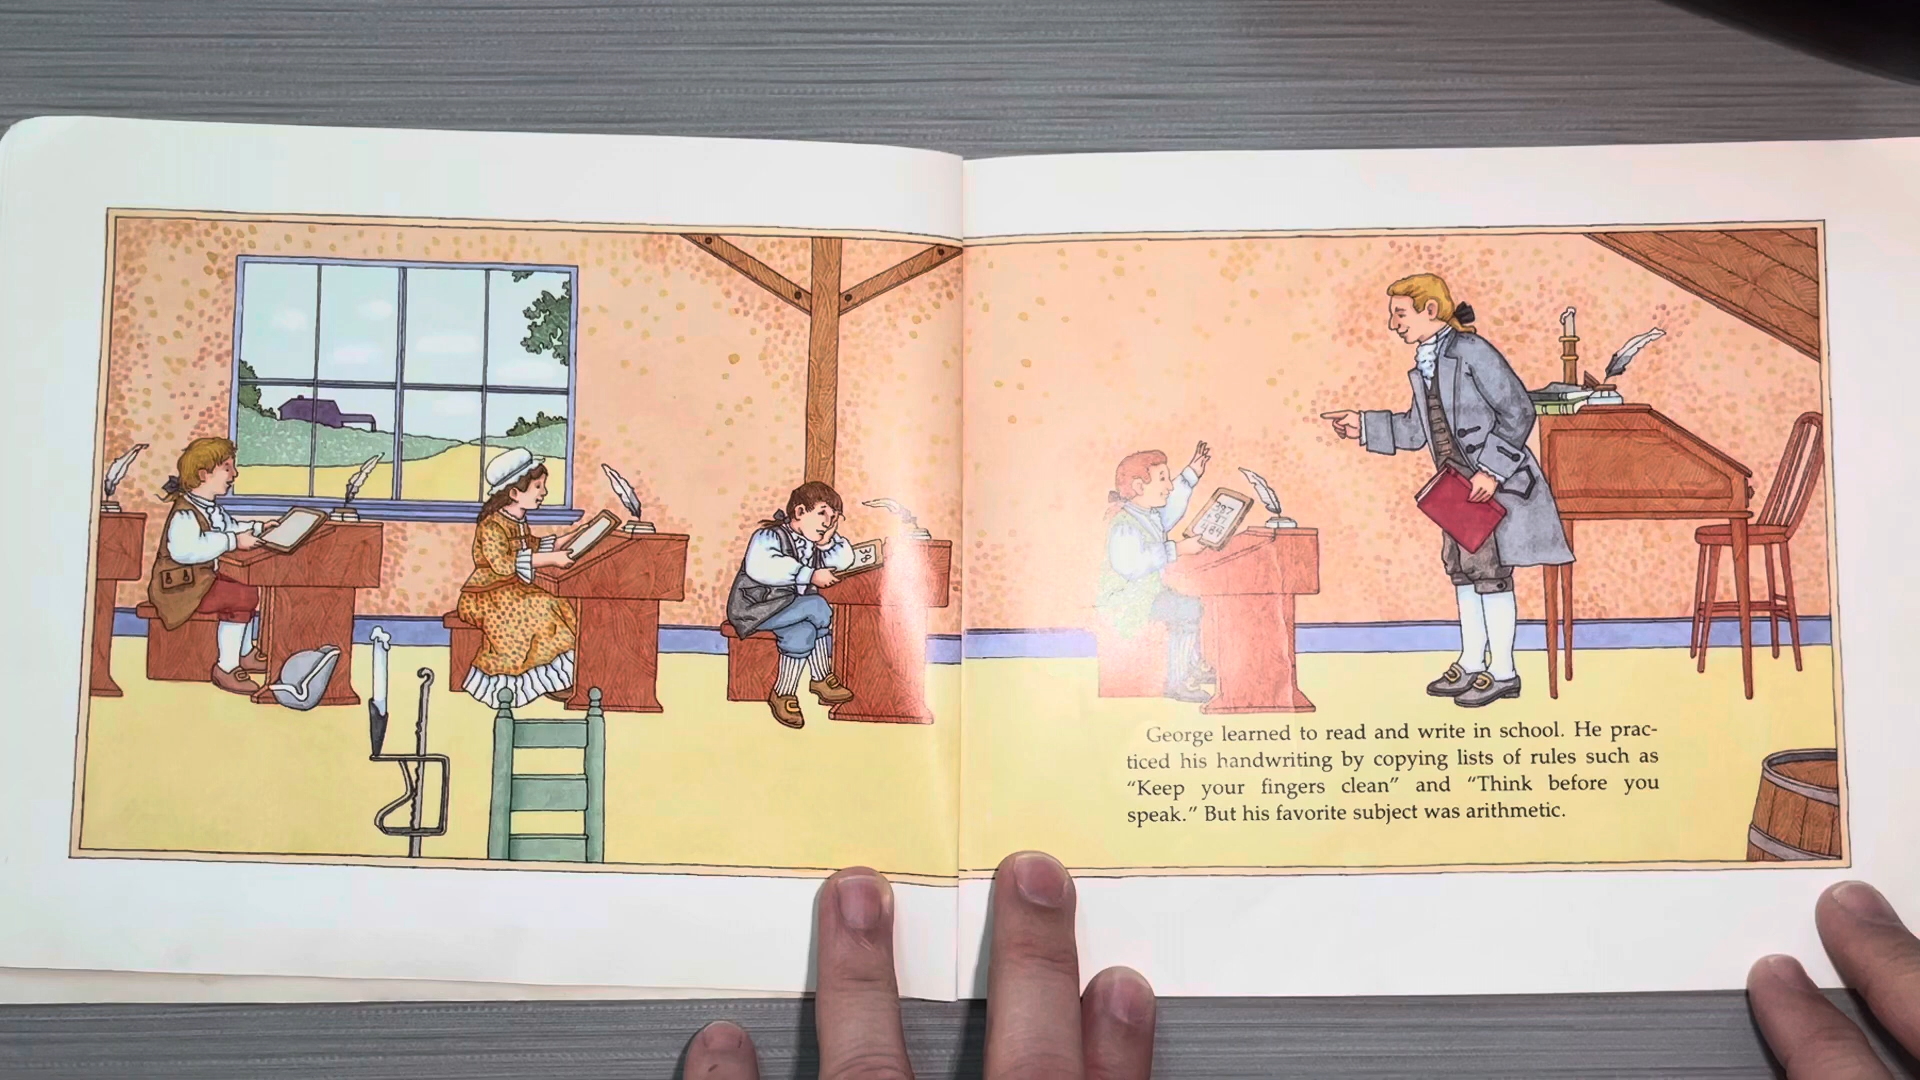 George learned to read and write in school. He prac-
ticed his handwriting by copying lists of rules such as
“Keep your fingers clean” and “Think before you
speak.” But his favorite subject was arithmetic.